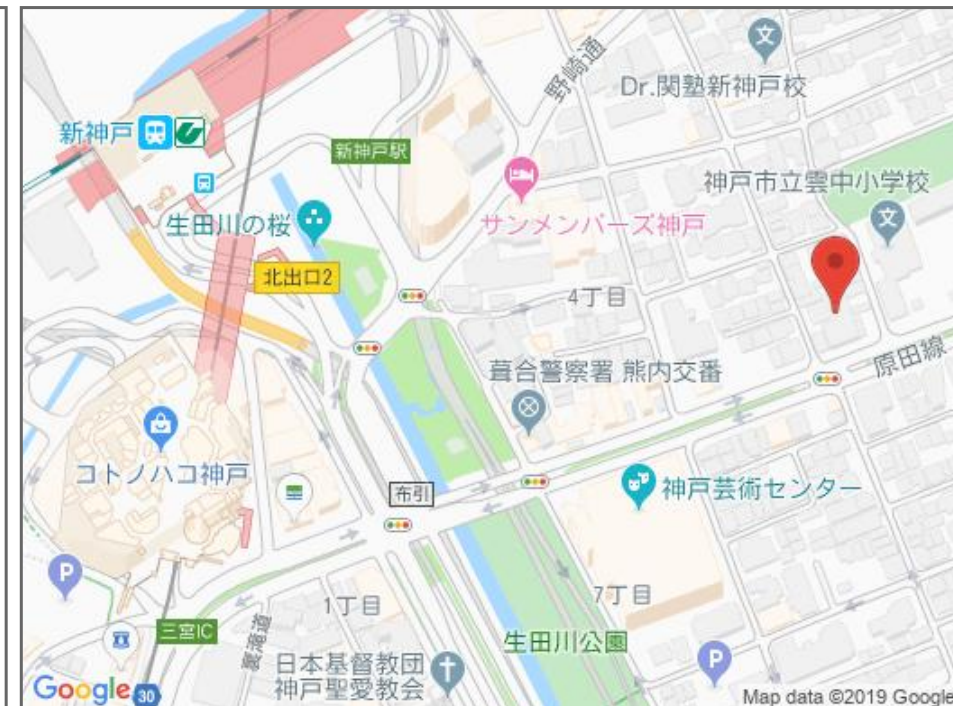 野崎通
Dr.関塾新神戸校
新神戸
新神戸駅
神戸市立雲中小学校
生田川の桜
サンメンバーズ神戸
北出口2
4丁目
葺合警察署 熊内交番
原田線
コトノハコ神戸
布引
神戸芸術センター
P
1丁目
7丁目
三宮IC
裏滝道
生田川公園
日本基督教団
神戸聖愛教会
P
Google
30
Map data ©2019 Google
文
文